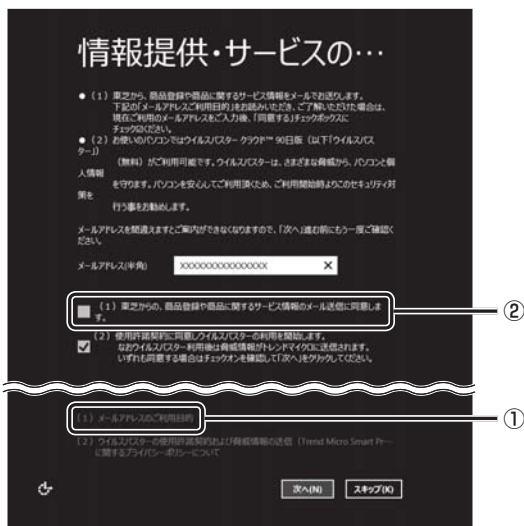 情報提供・サービスの…
●（1）東芝から、商品登録や商品に関するサービス情報をメールでお送りします。
下記の「メールアドレスご利用目的」をお読みいただき、ご了解いただけた場合は、
現在ご利用のメールアドレスをご入力後、「同意する」チェックボックスに
チェックください。
●（2）お使いのパソコンではウイルスバスター クラウド™ 90日版（以下「ウイルスバス
ター」）
（無料）がご利用可能です。ウイルスバスターは、さまざまな脅威から、パソコンと個
人情報
を守ります。パソコンを安心してご利用頂くため、ご利用開始時よりこのセキュリティ対
策を
行う事をお勧めします。
メールアドレスを間違えますとご案内ができなくなりますので、「次へ」進む前にもう一度ご確認く
ださい。
メールアドレス(半角) XXXXXXXXXXXXXXX ×
（1）東芝からの、商品登録や商品に関するサービス情報のメール送信に同意しま
す。
②
（2）使用許諾契約に同意しウイルスバスターの利用を開始します。
なおウイルスバスター利用後は脅威情報がトレンドマイクロに送信されます。
いずれも同意する場合はチェックオンを確認して「次へ」をクリックしてください。
（1）メールアドレスのご利用目的
①
（2）ウイルスバスターの使用許諾契約および脅威情報の送信（Trend Micro Smart Pr…
に関するプライバシーポリシーについて
次へ(N) スキップ(K)